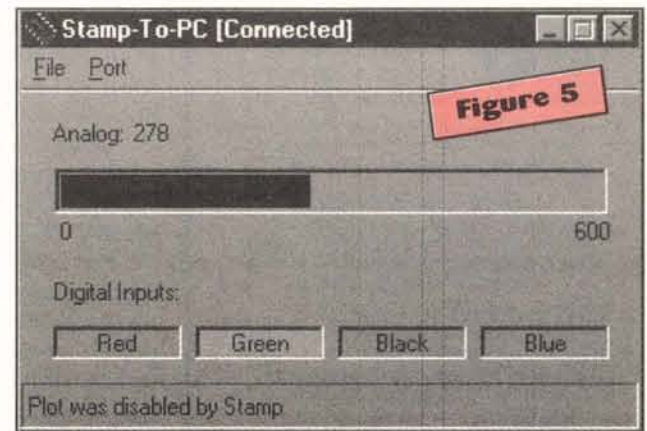 Stamp-To-PC [Connected]
File Port
Figure 5
Analog: 278
0 600
Digital Inputs:
Red Green Black Blue
Plot was disabled by Stamp